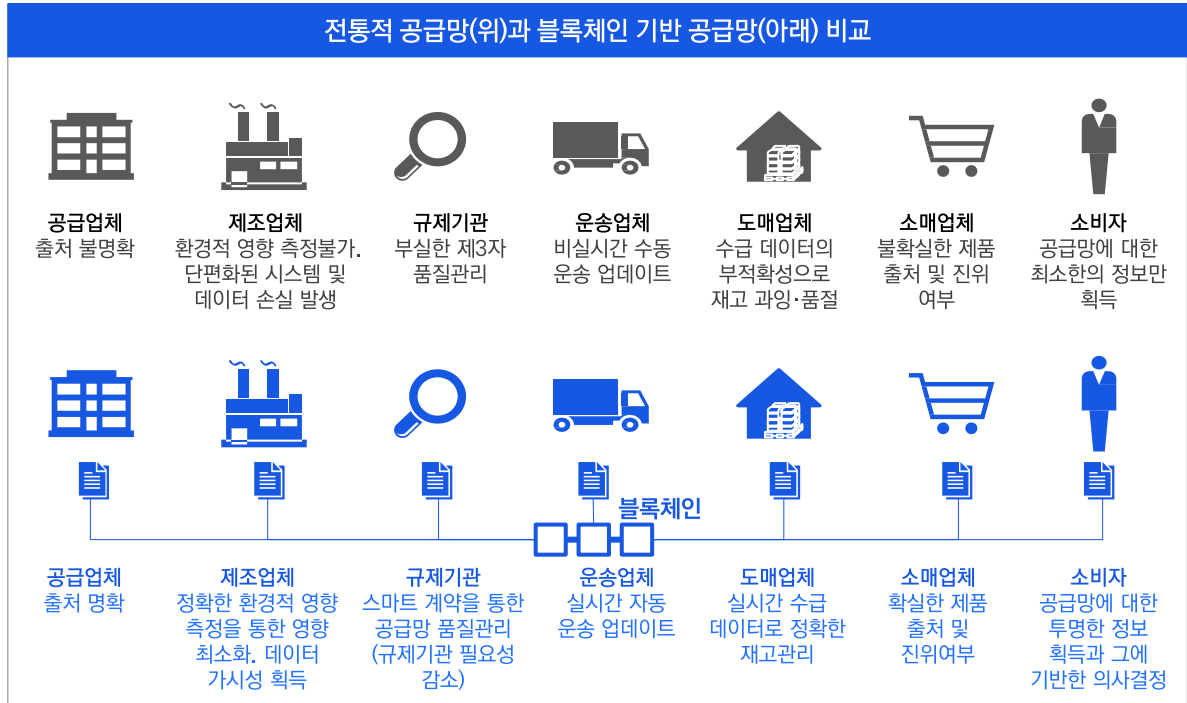 전통적 공급망(위)과 블록체인 기반 공급망(아래) 비교
공급업체
출처 불명확
제조업체
환경적 영향 측정불가.
단편화된 시스템 및
데이터 손실 발생
규제기관
부실한 제3자
품질관리
운송업체
비실시간 수동
운송 업데이트
도매업체
수급 데이터의
부적확성으로
재고 과잉·품절
소매업체
불확실한 제품
출처 및 진위
여부
소비자
공급망에 대한
최소한의 정보만
획득
블록체인
공급업체
출처 명확
제조업체
정확한 환경적 영향
측정을 통한 영향
최소화. 데이터
가시성 획득
규제기관
스마트 계약을 통한
공급망 품질관리
(규제기관 필요성
감소)
운송업체
실시간 자동
운송 업데이트
도매업체
실시간 수급
데이터로 정확한
재고관리
소매업체
확실한 제품
출처 및
진위여부
소비자
공급망에 대한
투명한 정보
획득과 그에
기반한 의사결정